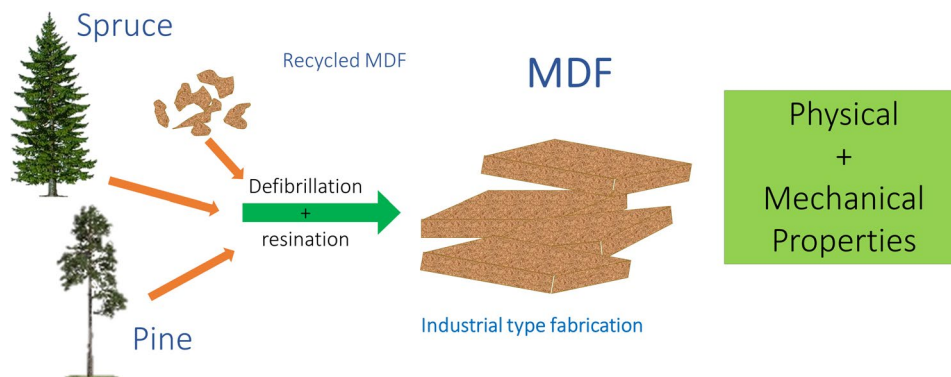 Spruce
Recycled MDF
MDF
Physical
+
Mechanical
Properties
Defibrillation
+
resination
Industrial type fabrication
Pine